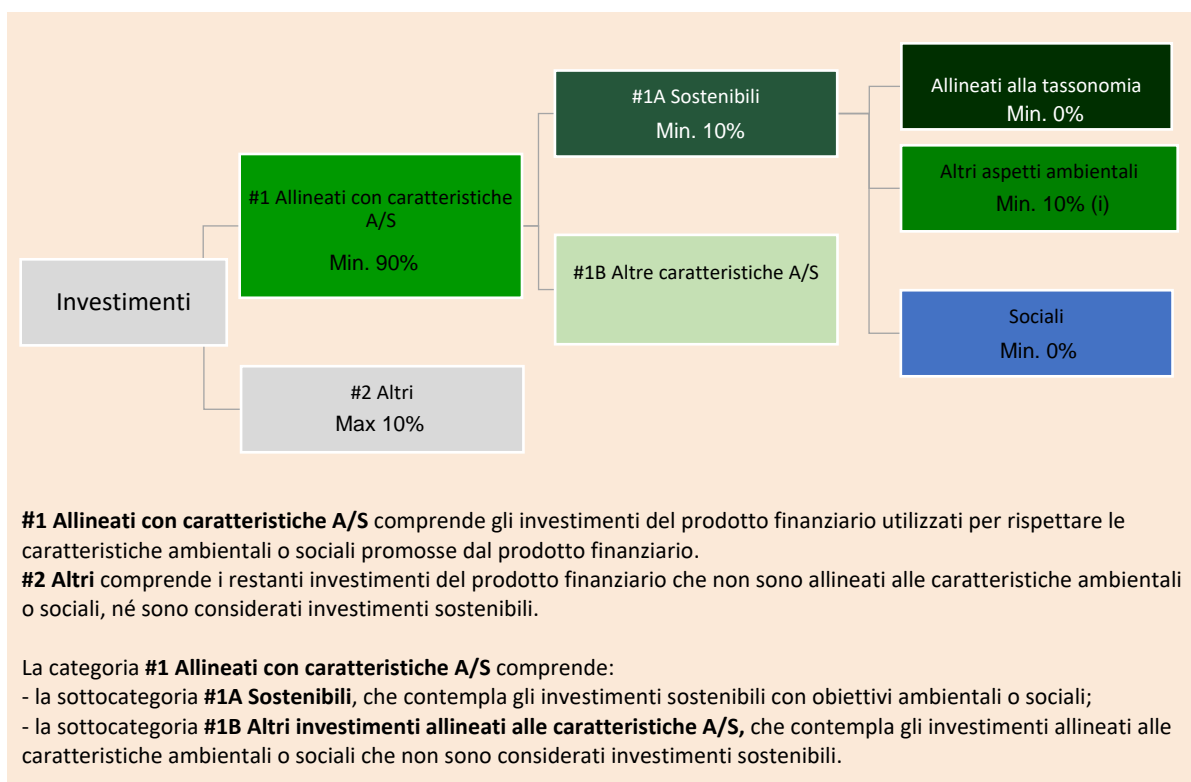 Investimenti
#1 Allineati con caratteristiche
A/S
Min. 90%
#2 Altri
Max 10%
#1A Sostenibili
Min. 10%
#1B Altre caratteristiche A/S
Allineati alla tassonomia
Min. 0%
Altri aspetti ambientali
Min. 10% (i)
Sociali
Min. 0%
#1 Allineati con caratteristiche A/S comprende gli investimenti del prodotto finanziario utilizzati per rispettare le
caratteristiche ambientali o sociali promosse dal prodotto finanziario.
#2 Altri comprende i restanti investimenti del prodotto finanziario che non sono allineati alle caratteristiche ambientali
o sociali, né sono considerati investimenti sostenibili.
La categoria #1 Allineati con caratteristiche A/S comprende:
- la sottocategoria #1A Sostenibili, che contempla gli investimenti sostenibili con obiettivi ambientali o sociali;
- la sottocategoria #1B Altri investimenti allineati alle caratteristiche A/S, che contempla gli investimenti allineati alle
caratteristiche ambientali o sociali che non sono considerati investimenti sostenibili.